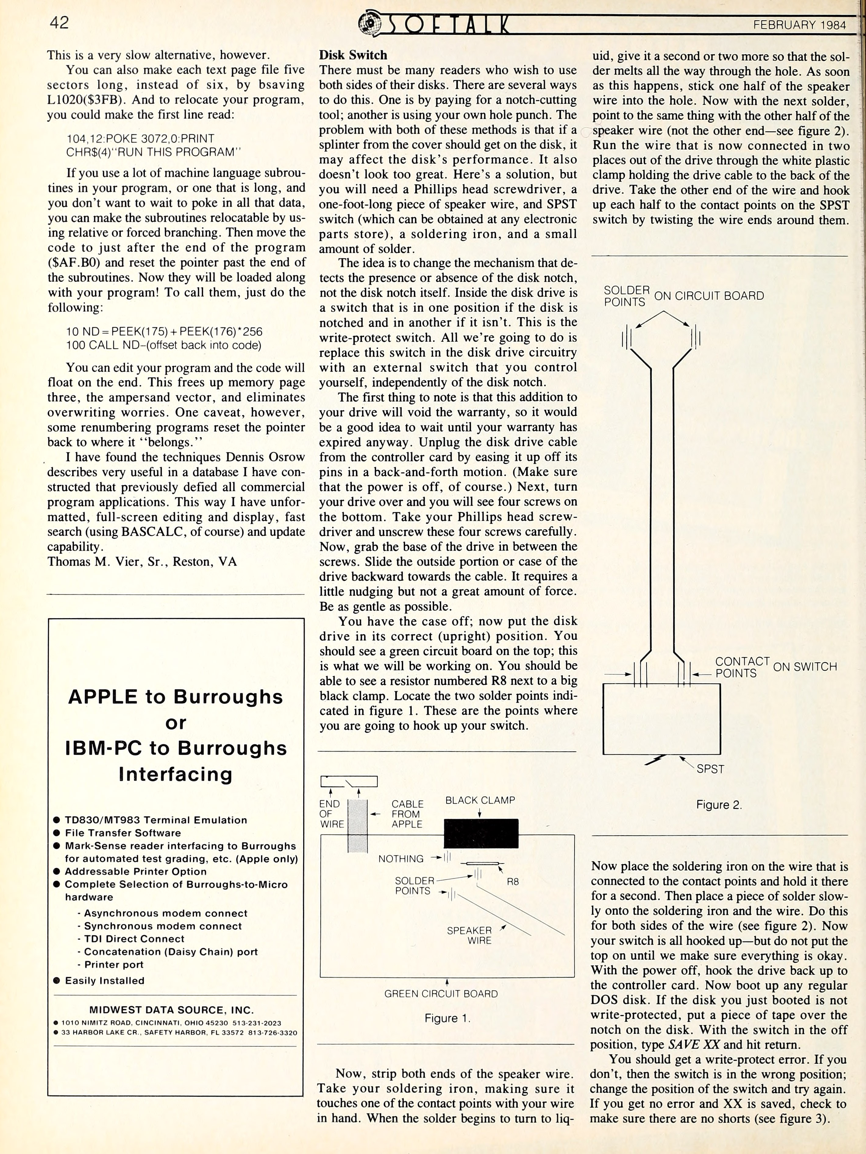 42
SOFTALK
FEBRUARY 1984
This is a very slow alternative, however.
You can also make each text page file five
sectors long, instead of six, by bsaving
L1020($3FB). And to relocate your program,
you could make the first line read:
104,12:POKE 3072,0:PRINT
CHR$(4)"RUN THIS PROGRAM"
If you use a lot of machine language subrou-
tines in your program, or one that is long, and
you don't want to wait to poke in all that data,
you can make the subroutines relocatable by us-
ing relative or forced branching. Then move the
code to just after the end of the program
($AF.B0) and reset the pointer past the end of
the subroutines. Now they will be loaded along
with your program! To call them, just do the
following:
10 ND = PEEK(175) + PEEK(176)*256
100 CALL ND–(offset back into code)
You can edit your program and the code will
float on the end. This frees up memory page
three, the ampersand vector, and eliminates
overwriting worries. One caveat, however,
some renumbering programs reset the pointer
back to where it "belongs."
I have found the techniques Dennis Osrow
describes very useful in a database I have con-
structed that previously defied all commercial
program applications. This way I have unfor-
matted, full-screen editing and display, fast
search (using BASCALC, of course) and update
capability.
Thomas M. Vier, Sr., Reston, VA
APPLE to Burroughs
or
IBM-PC to Burroughs
Interfacing
● TD830/MT983 Terminal Emulation
● File Transfer Software
● Mark-Sense reader interfacing to Burroughs
for automated test grading, etc. (Apple only)
● Addressable Printer Option
● Complete Selection of Burroughs-to-Micro
hardware
- Asynchronous modem connect
- Synchronous modem connect
- TDI Direct Connect
- Concatenation (Daisy Chain) port
- Printer port
● Easily Installed
MIDWEST DATA SOURCE, INC.
● 1010 NIMITZ ROAD, CINCINNATI, OHIO 45230 513-231-2023
● 33 HARBOR LAKE CR., SAFETY HARBOR, FL 33572 813-726-3320
Disk Switch
There must be many readers who wish to use
both sides of their disks. There are several ways
to do this. One is by paying for a notch-cutting
tool; another is using your own hole punch. The
problem with both of these methods is that if a
splinter from the cover should get on the disk, it
may affect the disk's performance. It also
doesn't look too great. Here's a solution, but
you will need a Phillips head screwdriver, a
one-foot-long piece of speaker wire, and SPST
switch (which can be obtained at any electronic
parts store), a soldering iron, and a small
amount of solder.
The idea is to change the mechanism that de-
tects the presence or absence of the disk notch,
not the disk notch itself. Inside the disk drive is
a switch that is in one position if the disk is
notched and in another if it isn't. This is the
write-protect switch. All we're going to do is
replace this switch in the disk drive circuitry
with an external switch that you control
yourself, independently of the disk notch.
The first thing to note is that this addition to
your drive will void the warranty, so it would
be a good idea to wait until your warranty has
expired anyway. Unplug the disk drive cable
from the controller card by easing it up off its
pins in a back-and-forth motion. (Make sure
that the power is off, of course.) Next, turn
your drive over and you will see four screws on
the bottom. Take your Phillips head screw-
driver and unscrew these four screws carefully.
Now, grab the base of the drive in between the
screws. Slide the outside portion or case of the
drive backward towards the cable. It requires a
little nudging but not a great amount of force.
Be as gentle as possible.
You have the case off; now put the disk
drive in its correct (upright) position. You
should see a green circuit board on the top; this
is what we will be working on. You should be
able to see a resistor numbered R8 next to a big
black clamp. Locate the two solder points indi-
cated in figure 1. These are the points where
you are going to hook up your switch.
END
OF
WIRE
CABLE
FROM
APPLE
BLACK CLAMP
NOTHING
SOLDER
POINTS
R8
SPEAKER
WIRE
GREEN CIRCUIT BOARD
Figure 1.
Now, strip both ends of the speaker wire.
Take your soldering iron, making sure it
touches one of the contact points with your wire
in hand. When the solder begins to turn to liq-
uid, give it a second or two more so that the sol-
der melts all the way through the hole. As soon
as this happens, stick one half of the speaker
wire into the hole. Now with the next solder,
point to the same thing with the other half of the
speaker wire (not the other end—see figure 2).
Run the wire that is now connected in two
places out of the drive through the white plastic
clamp holding the drive cable to the back of the
drive. Take the other end of the wire and hook
up each half to the contact points on the SPST
switch by twisting the wire ends around them.
SOLDER
POINTS ON CIRCUIT BOARD
CONTACT
POINTS ON SWITCH
SPST
Figure 2.
Now place the soldering iron on the wire that is
connected to the contact points and hold it there
for a second. Then place a piece of solder slow-
ly onto the soldering iron and the wire. Do this
for both sides of the wire (see figure 2). Now
your switch is all hooked up—but do not put the
top on until we make sure everything is okay.
With the power off, hook the drive back up to
the controller card. Now boot up any regular
DOS disk. If the disk you just booted is not
write-protected, put a piece of tape over the
notch on the disk. With the switch in the off
position, type SAVE XX and hit return.
You should get a write-protect error. If you
don't, then the switch is in the wrong position;
change the position of the switch and try again.
If you get no error and XX is saved, check to
make sure there are no shorts (see figure 3).